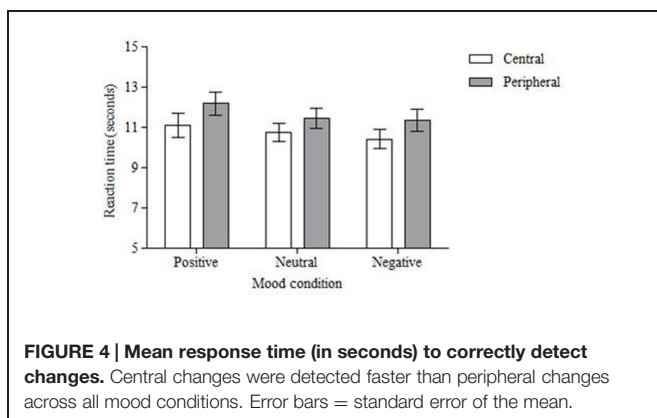 15
13
11
9
7
5
Reaction time (seconds)
Central
Peripheral
Positive Neutral Negative
Mood condition
FIGURE 4 | Mean response time (in seconds) to correctly detect
changes. Central changes were detected faster than peripheral changes
across all mood conditions. Error bars = standard error of the mean.